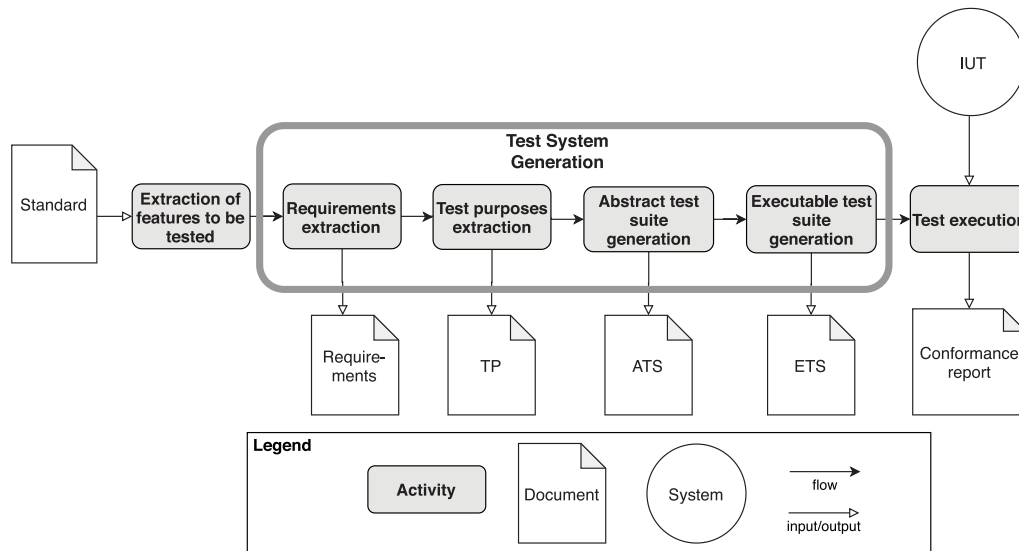 IUT
Test System
Generation
Standard
Extraction of
features to be
tested
Requirements
extraction
Test purposes
extraction
Abstract test
suite
generation
Executable test
suite
generation
Test execution
Require-
ments
TP
ATS
ETS
Conformance
report
Legend
Activity
Document
System
flow
input/output